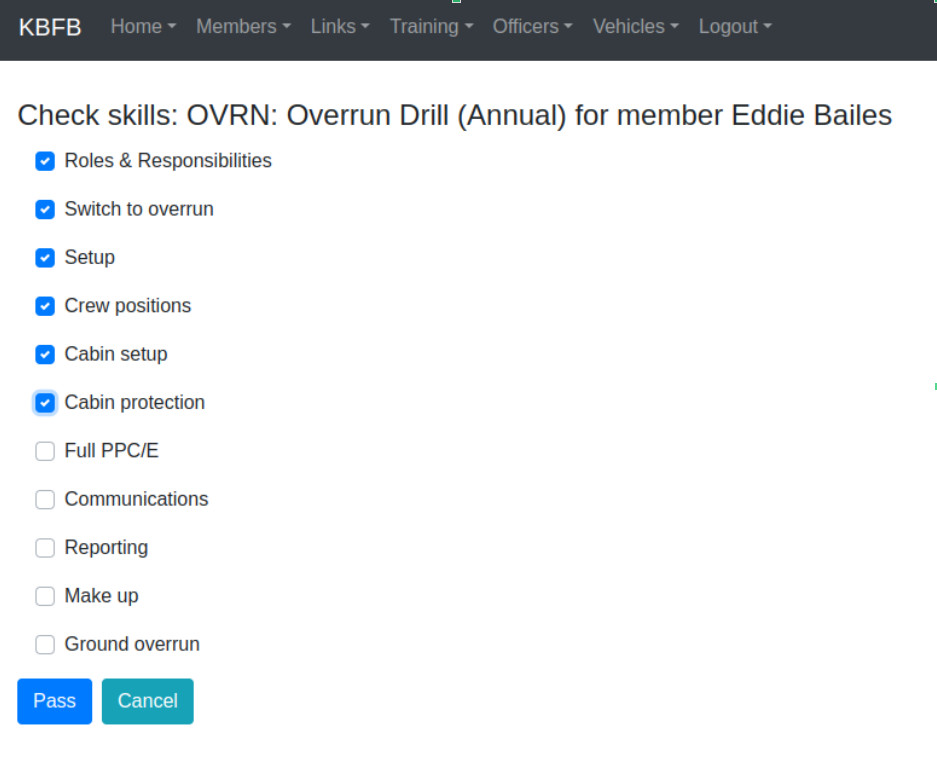 KBFB Home Members Links Training Officers Vehicles Logout
Check skills: OVRN: Overrun Drill (Annual) for member Eddie Bailes
Roles & Responsibilities
Switch to overrun
Setup
Crew positions
Cabin setup
Cabin protection
Full PPC/E
Communications
Reporting
Make up
Ground overrun
Pass Cancel